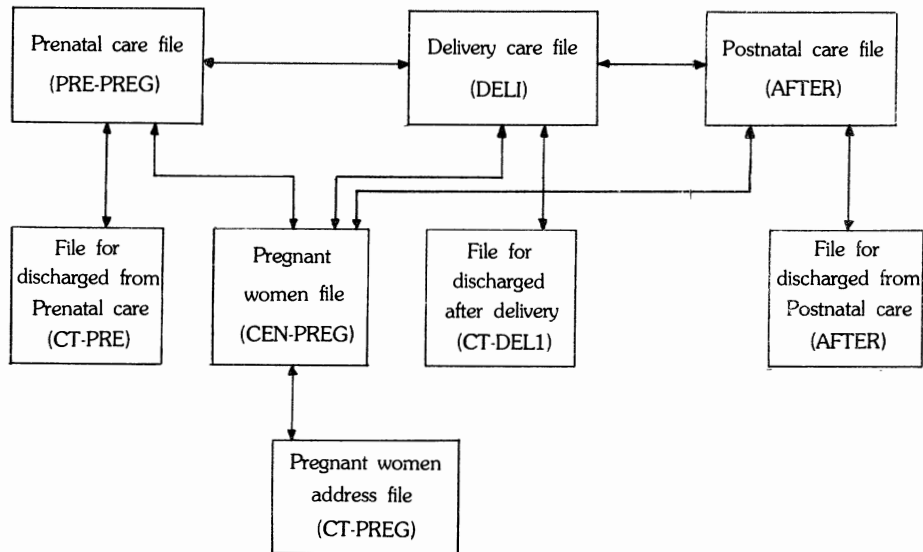 Prenatal care file
(PRE-PREG)
Delivery care file
(DELI)
Postnatal care file
(AFTER)
File for
discharged from
Prenatal care
(CT-PRE)
Pregnant
women file
(CEN-PREG)
File for
discharged
after delivery
(CT-DEL1)
File for
discharged from
Postnatal care
(AFTER)
Pregnant women
address file
(CT-PREG)